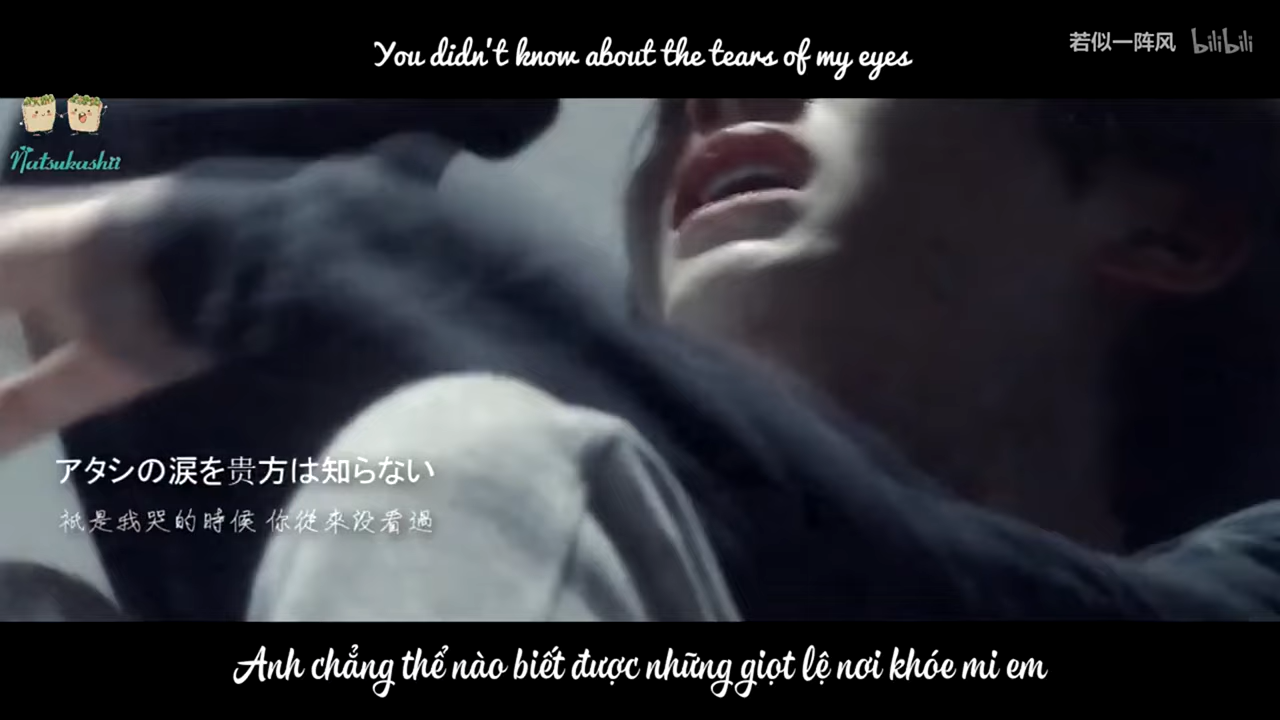 You didn't know about the tears of my eyes
若似一阵风 bilibili
Natsukashii
アタシの涙を贵方は知らない
祇是我哭的時候 你從來没看過
Anh chẳng thể nào biết được những giọt lệ nơi khóe mi em